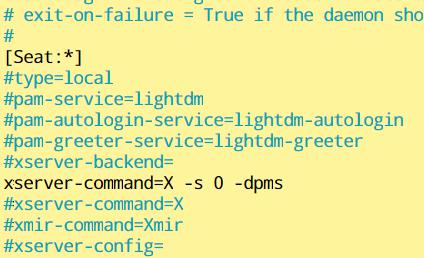 # exit-on-failure = True if the daemon sho
#
[Seat:*]
#type=local
#pam-service=lightdm
#pam-autologin-service=lightdm-autologin
#pam-greeter-service=lightdm-greeter
#xserver-backend=
xserver-command=X -s 0 -dpms
#xserver-command=X
#xmir-command=Xmir
#xserver-config=